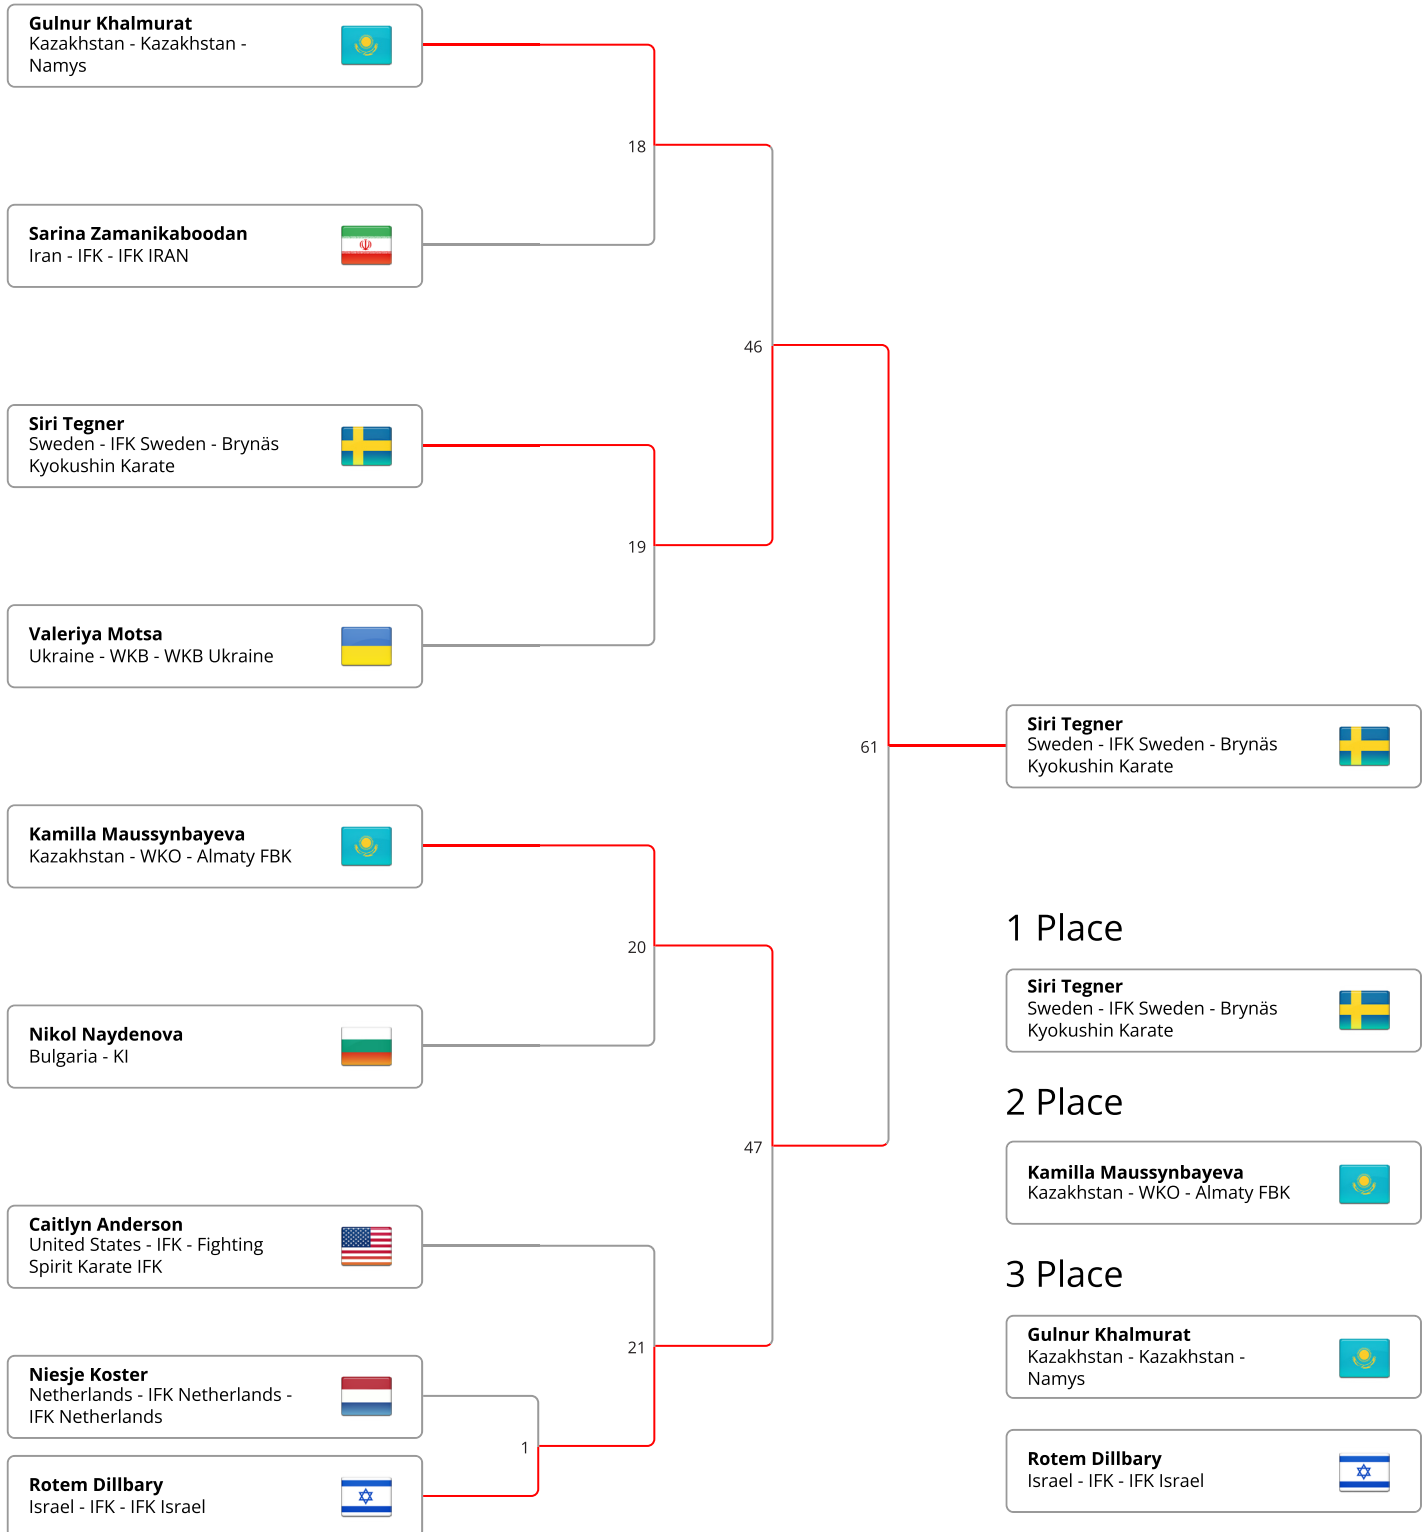 Gulnur Khalmurat
Kazakhstan - Kazakhstan -
Namys
18
Sarina Zamanikaboodan
Iran - IFK - IFK IRAN
46
Siri Tegner
Sweden - IFK Sweden - Brynäs
Kyokushin Karate
19
Valeriya Motsa
Ukraine - WKB - WKB Ukraine
61
Siri Tegner
Sweden - IFK Sweden - Brynäs
Kyokushin Karate
Kamilla Maussynbayeva
Kazakhstan - WKO - Almaty FBK
20
Nikol Naydenova
Bulgaria - KI
47
Caitlyn Anderson
United States - IFK - Fighting
Spirit Karate IFK
21
Niesje Koster
Netherlands - IFK Netherlands -
IFK Netherlands
1
Rotem Dillbary
Israel - IFK - IFK Israel
1 Place
Siri Tegner
Sweden - IFK Sweden - Brynäs
Kyokushin Karate
2 Place
Kamilla Maussynbayeva
Kazakhstan - WKO - Almaty FBK
3 Place
Gulnur Khalmurat
Kazakhstan - Kazakhstan -
Namys
Rotem Dillbary
Israel - IFK - IFK Israel